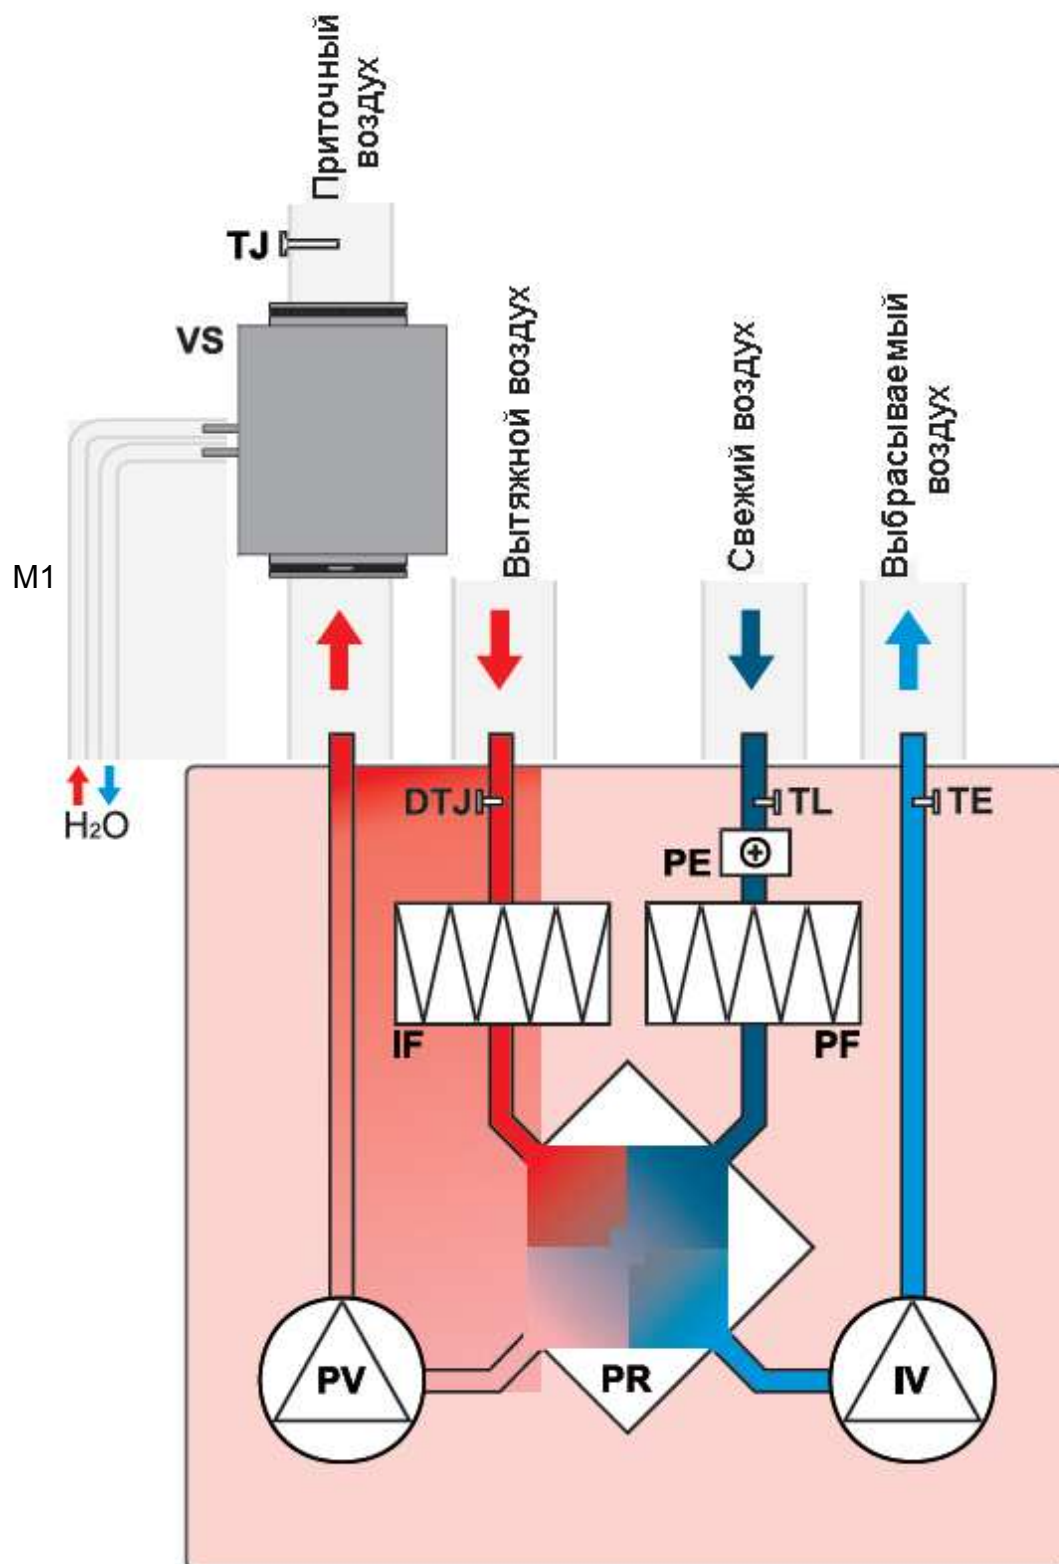 Приточный
воздух
TJ
VS
Вытяжной воздух
Свежий воздух
Выбрасываемый
воздух
M1
H₂O
DTJ
TL
TE
PE
IF
PF
PV
PR
IV